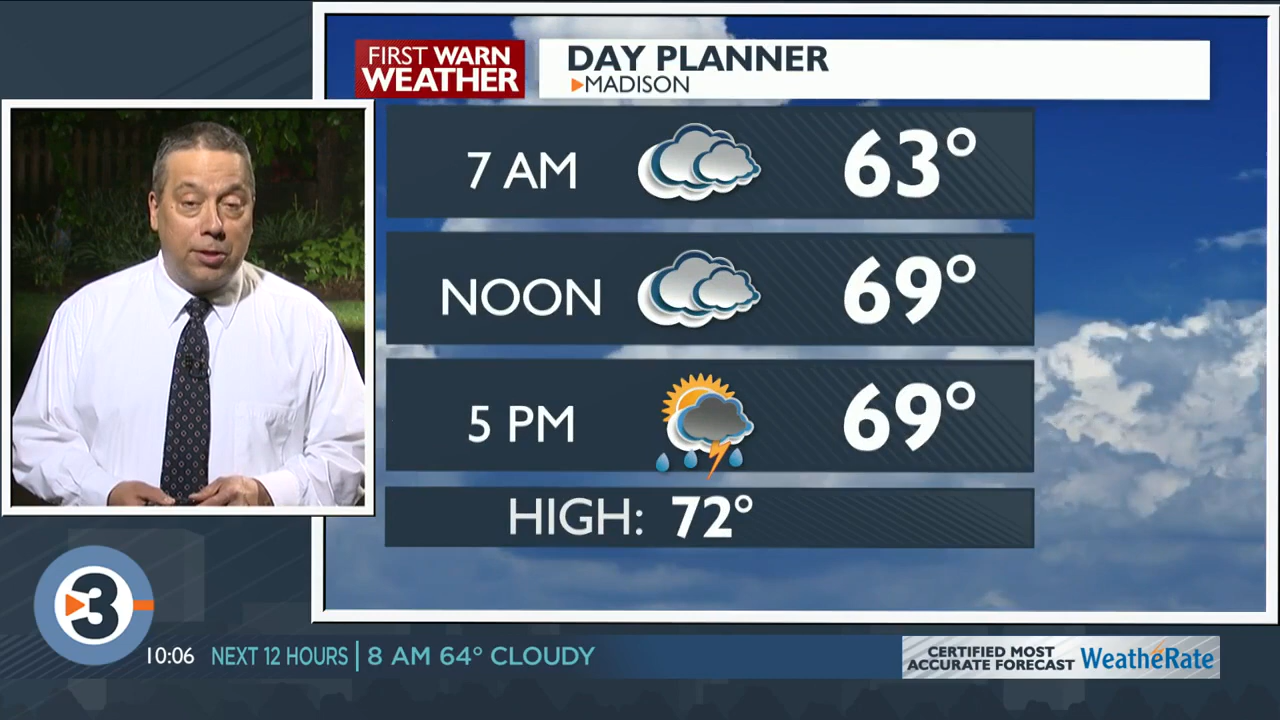 FIRST WARN
WEATHER
DAY PLANNER
MADISON
7 AM 63°
NOON 69°
5 PM 69°
HIGH: 72°
3
10:06 NEXT 12 HOURS | 8 AM 64° CLOUDY
CERTIFIED MOST
ACCURATE FORECAST WeatheRate